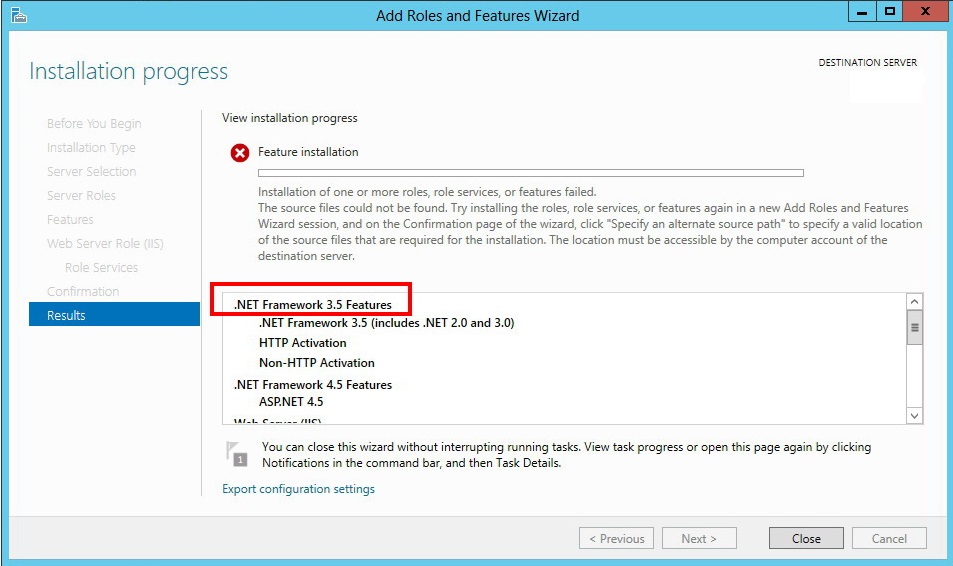 Add Roles and Features Wizard
Installation progress
DESTINATION SERVER
Before You Begin
Installation Type
Server Selection
Server Roles
Features
Web Server Role (IIS)
Role Services
Confirmation
Results
View installation progress
Feature installation
Installation of one or more roles, role services, or features failed.
The source files could not be found. Try installing the roles, role services, or features again in a new Add Roles and Features
Wizard session, and on the Confirmation page of the wizard, click "Specify an alternate source path" to specify a valid location
of the source files that are required for the installation. The location must be accessible by the computer account of the
destination server.
.NET Framework 3.5 Features
.NET Framework 3.5 (includes .NET 2.0 and 3.0)
HTTP Activation
Non-HTTP Activation
.NET Framework 4.5 Features
ASP.NET 4.5
Web Server (IIS)
1
You can close this wizard without interrupting running tasks. View task progress or open this page again by clicking
Notifications in the command bar, and then Task Details.
Export configuration settings
< Previous
Next >
Close
Cancel